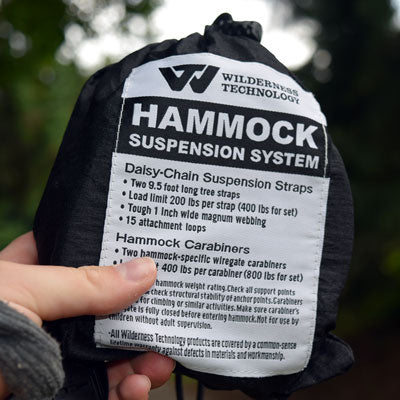 WILDERNESS
TECHNOLOGY
HAMMOCK
SUSPENSION SYSTEM
Daisy-Chain Suspension Straps
• Two 9.5 foot long tree straps
• Load limit 200 lbs per strap (400 lbs for set)
• Tough 1 inch wide magnum webbing
• 15 attachment loops
Hammock Carabiners
• Two hammock-specific wiregate carabiners
400 lbs per carabiner (800 lbs for set)
hammock weight rating. Check all support points
check structural stability of anchor points. Carabiners
for climbing or similar activities. Make sure carabiner's
gate is fully closed before entering hammock. Not for use by
children without adult supervision.
-All Wilderness Technology products are covered by a common-sense
lifetime warranty against defects in materials and workmanship.